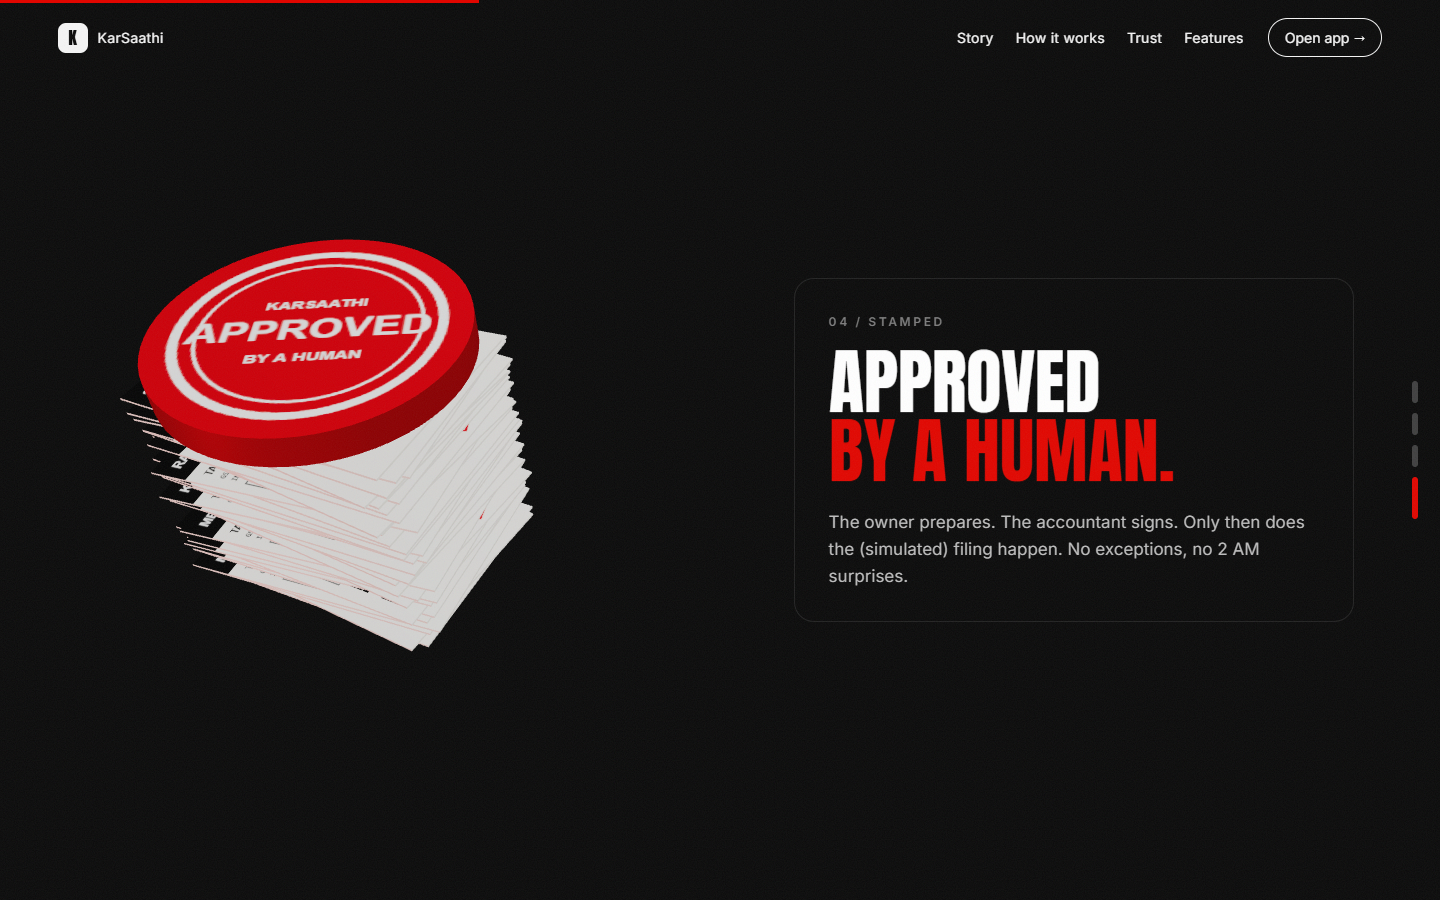 K KarSaathi
Story How it works Trust Features Open app →
KARSAATHI
APPROVED
BY A HUMAN
04 / STAMPED
APPROVED
BY A HUMAN.
The owner prepares. The accountant signs. Only then does
the (simulated) filing happen. No exceptions, no 2 AM
surprises.